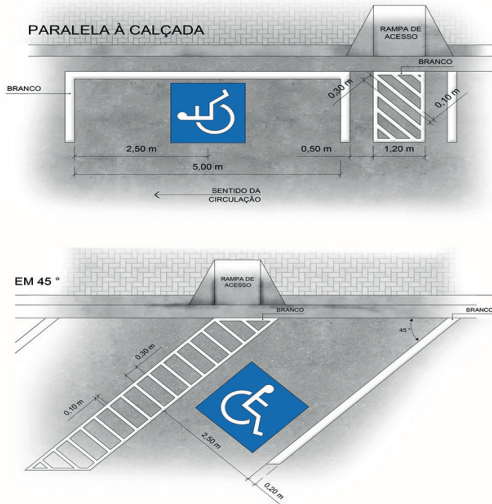 PARALELA À CALÇADA
RAMPA DE
ACESSO
BRANCO
BRANCO
0,30 m
0,10 m
2,50 m
0,50 m
1,20 m
5,00 m
SENTIDO DA
CIRCULAÇÃO
EM 45 °
RAMPA DE
ACESSO
BRANCO
BRANCO
45°
0,30 m
0,10 m
2,50 m
0,20 m